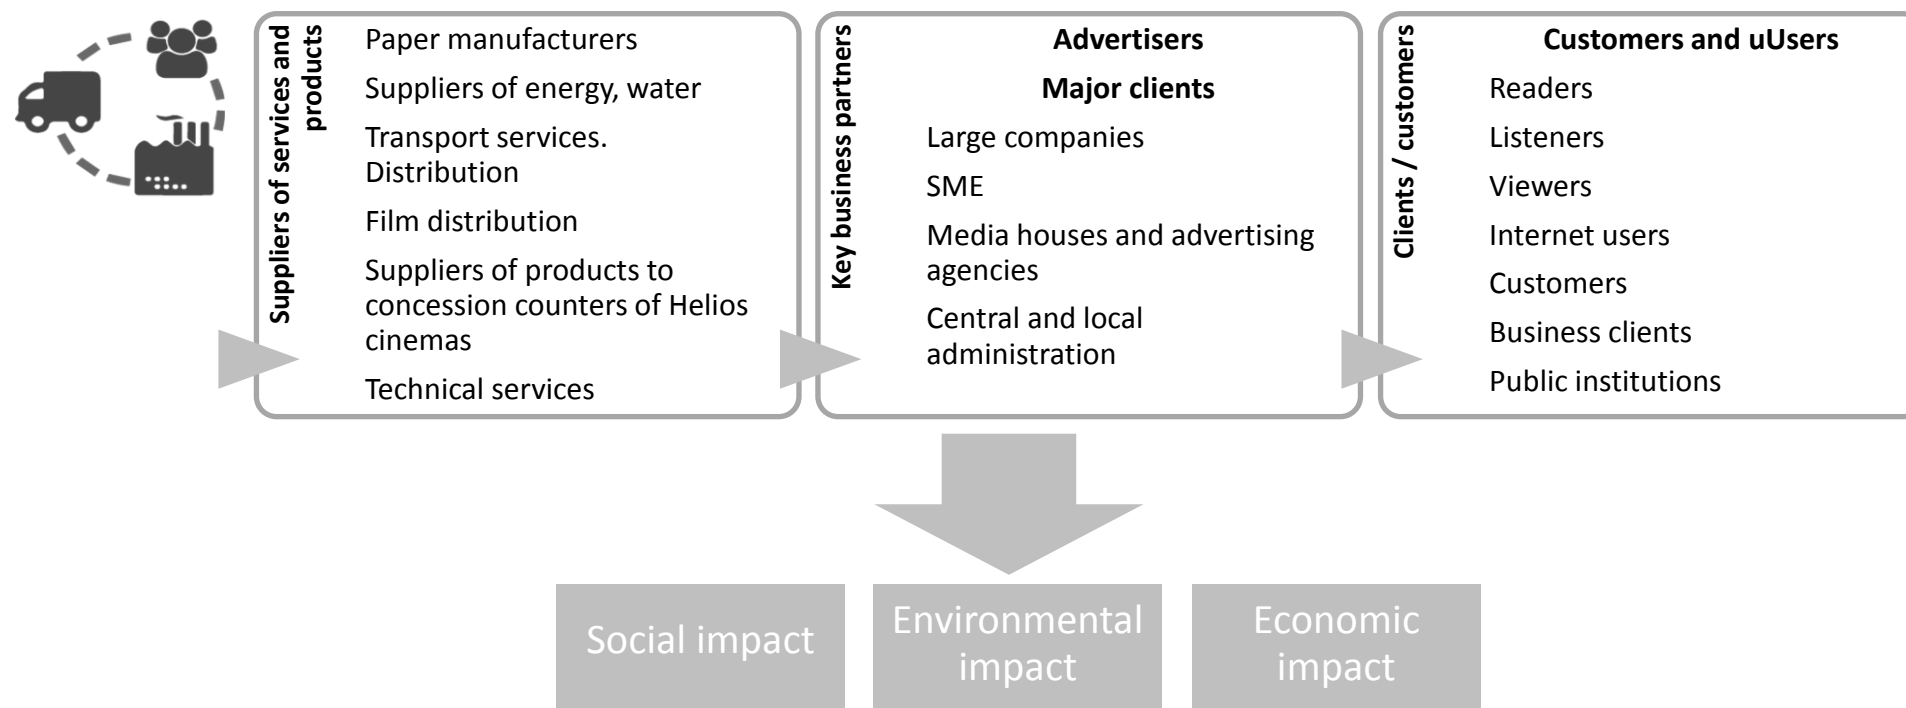 Suppliers of services and
products
Paper manufacturers
Suppliers of energy, water
Transport services.
Distribution
Film distribution
Suppliers of products to
concession counters of Helios
cinemas
Technical services
Key business partners
Advertisers
Major clients
Large companies
SME
Media houses and advertising
agencies
Central and local
administration
Clients / customers
Customers and uUsers
Readers
Listeners
Viewers
Internet users
Customers
Business clients
Public institutions
Social impact
Environmental
impact
Economic
impact